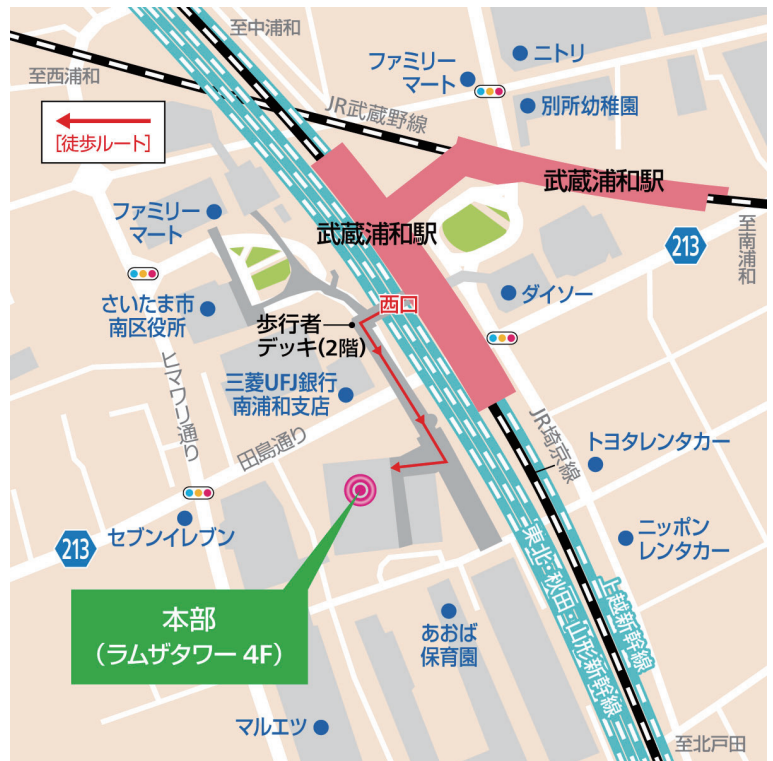 至中浦和
ニトリ
ファミリー
マート
至西浦和
JR武蔵野線
別所幼稚園
[徒歩ルート]
武蔵浦和駅
ファミリー
マート
武蔵浦和駅
至南浦和
213
さいたま市
南区役所
西口
ダイソー
歩行者
デッキ(2階)
三菱UFJ銀行
南浦和支店
ヒマワリ通り
田島通り
JR埼京線
トヨタレンタカー
セブンイレブン
213
ニッポン
レンタカー
東北・秋田・山形新幹線
上越新幹線
本部
(ラムザタワー 4F)
あおば
保育園
マルエツ
至北戸田